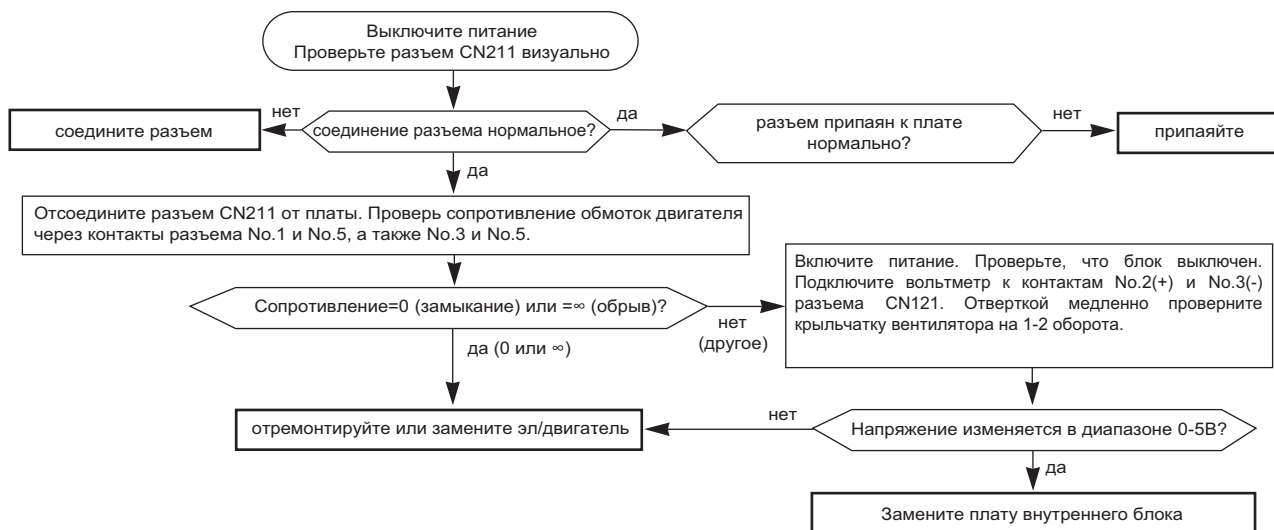 Выключите питание
Проверьте разъем CN211 визуально
нет
да
соедините разъем
соединение разъема нормальное?
разъем припаян к плате
нормально?
нет
припаяйте
да
Отсоедините разъем CN211 от платы. Проверь сопротивление обмоток двигателя
через контакты разъема No.1 и No.5, а также No.3 и No.5.
Включите питание. Проверьте, что блок выключен.
Подключите вольтметр к контактам No.2(+) и No.3(-)
разъема CN121. Отверткой медленно проверните
крыльчатку вентилятора на 1-2 оборота.
Сопротивление=0 (замыкание) или =∞ (обрыв)?
нет
(другое)
да (0 или ∞)
отремонтируйте или замените эл/двигатель
нет
Напряжение изменяется в диапазоне 0-5В?
да
Замените плату внутреннего блока